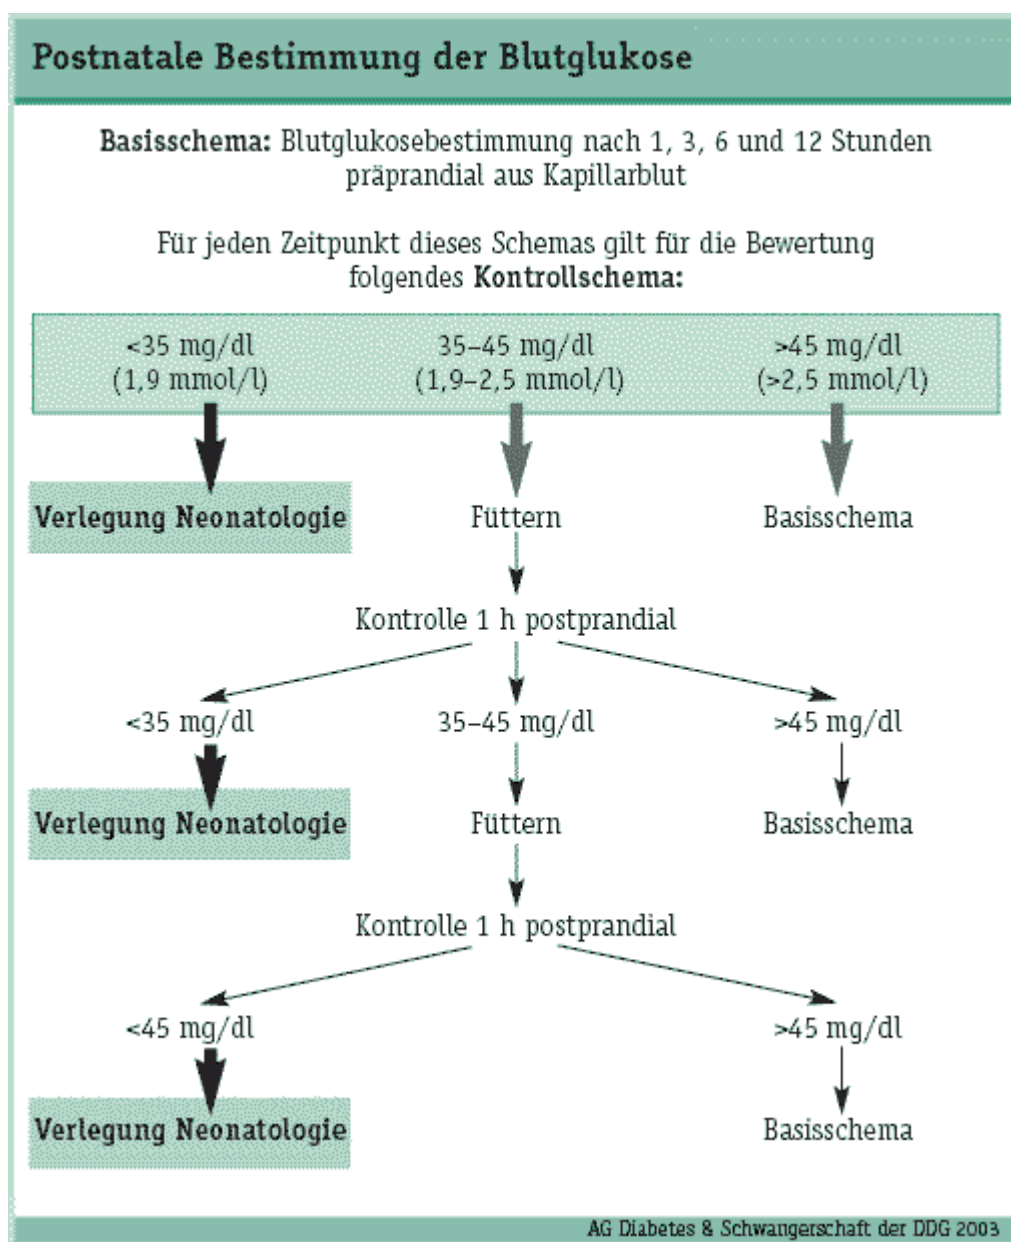 Postnatale Bestimmung der Blutglukose
Basisschema: Blutglukosebestimmung nach 1, 3, 6 und 12 Stunden
präprandial aus Kapillarblut
Für jeden Zeitpunkt dieses Schemas gilt für die Bewertung
folgendes Kontrollschema:
<35 mg/dl 35–45 mg/dl >45 mg/dl
(1,9 mmol/l) (1,9–2,5 mmol/l) (>2,5 mmol/l)
Verlegung Neonatologie Füttern Basisschema
Kontrolle 1 h postprandial
<35 mg/dl 35–45 mg/dl >45 mg/dl
Verlegung Neonatologie Füttern Basisschema
Kontrolle 1 h postprandial
<45 mg/dl >45 mg/dl
Verlegung Neonatologie Basisschema
AG Diabetes & Schwangerschaft der DDG 2003